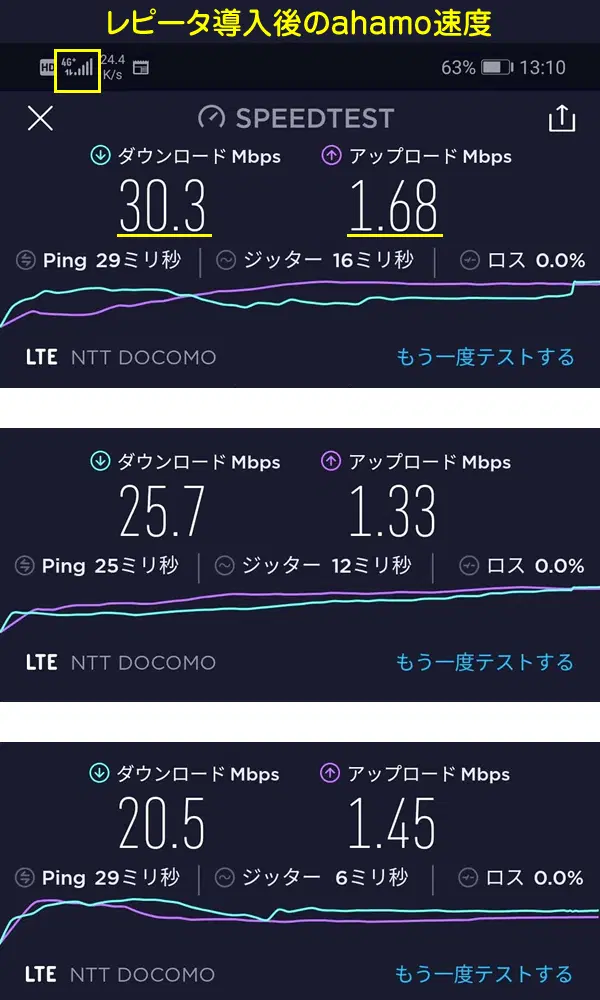 レピータ導入後のahamo速度
HD 4G+ 24.4 K/s 63% 13:10
SPEEDTEST
ダウンロード Mbps アップロード Mbps
30.3 1.68
Ping 29ミリ秒 ジッター 16ミリ秒 ロス 0.0%
LTE NTT DOCOMO もう一度テストする
ダウンロード Mbps アップロード Mbps
25.7 1.33
Ping 25ミリ秒 ジッター 12ミリ秒 ロス 0.0%
LTE NTT DOCOMO もう一度テストする
ダウンロード Mbps アップロード Mbps
20.5 1.45
Ping 29ミリ秒 ジッター 6ミリ秒 ロス 0.0%
LTE NTT DOCOMO もう一度テストする